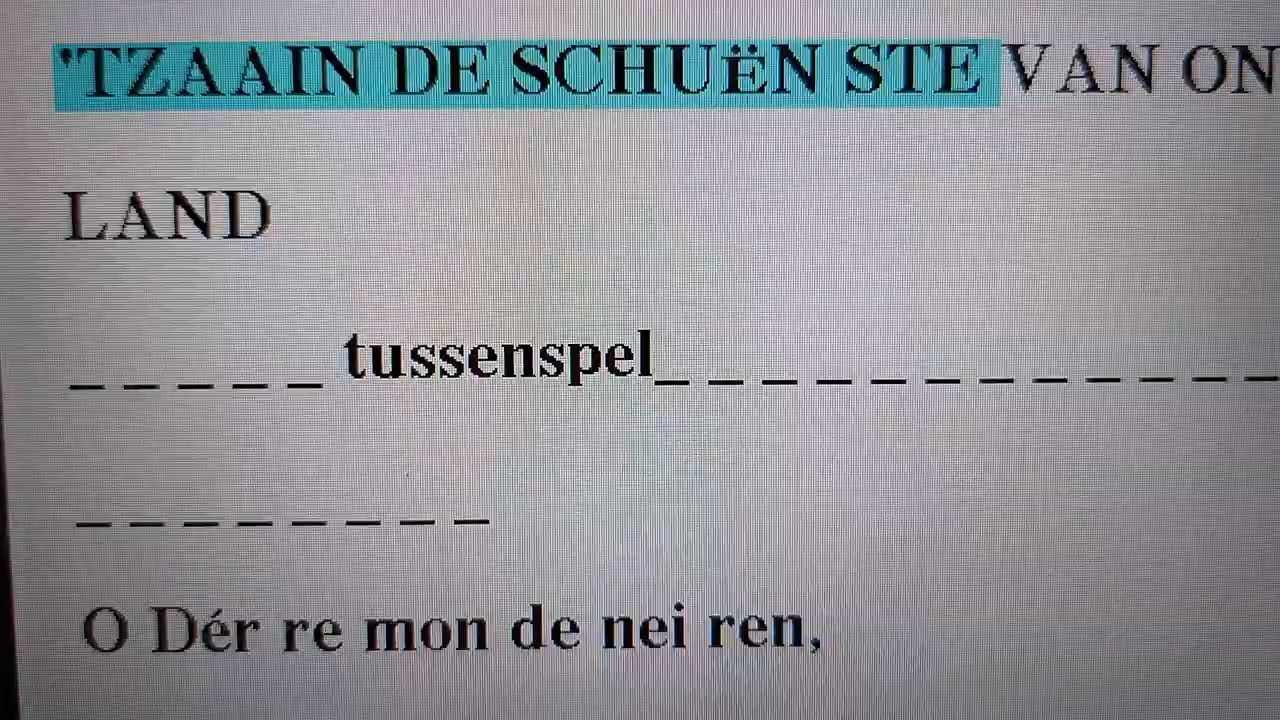 'TZAAIN DE SCHUËN STE VAN ON
LAND
_ _ _ _ _ tussenspel_ _ _ _ _ _ _ _ _ _ _ _
_ _ _ _ _ _ _ _
O Dér re mon de nei ren,